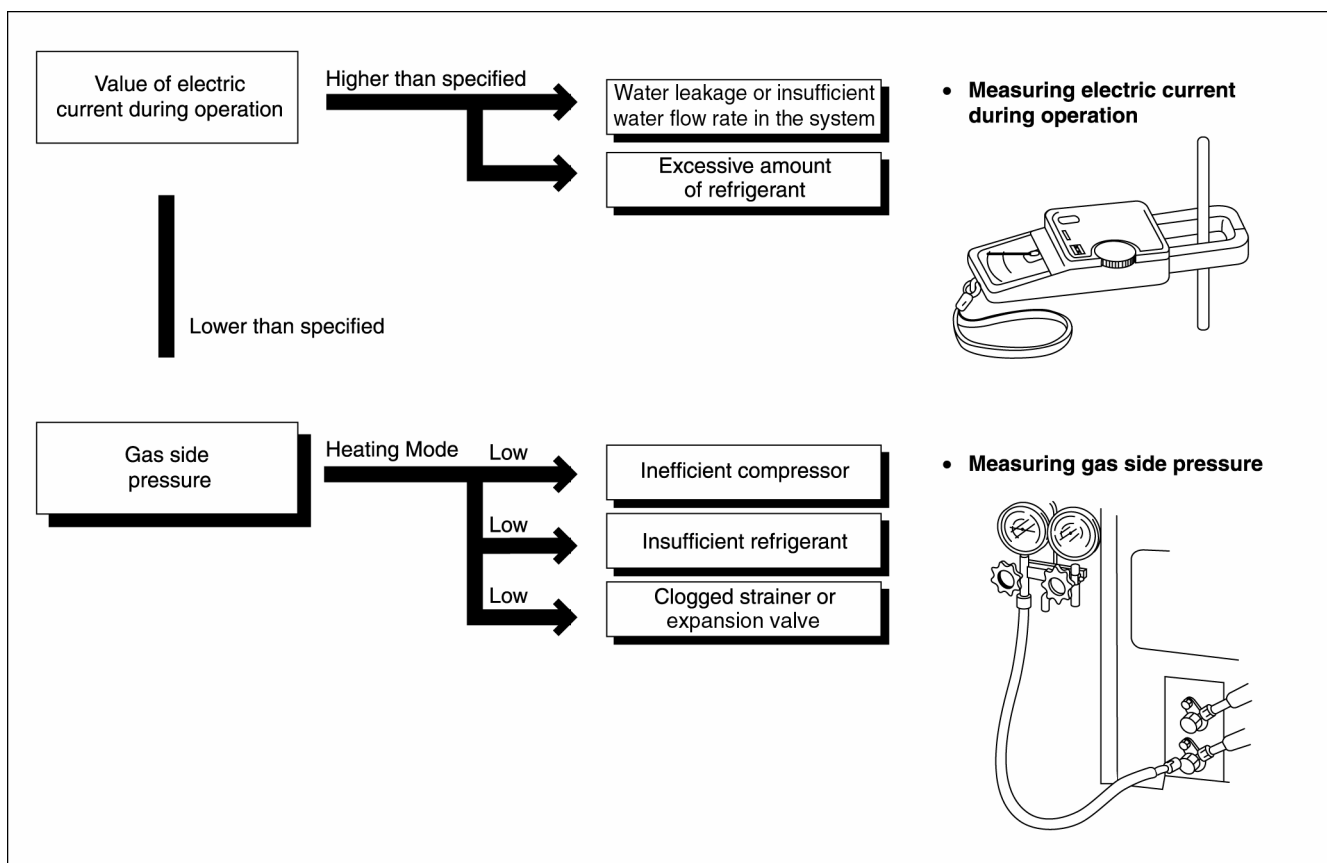 Value of electric
current during operation
Higher than specified
Water leakage or insufficient
water flow rate in the system
Excessive amount
of refrigerant
• Measuring electric current
during operation
Lower than specified
Gas side
pressure
Heating Mode
Low
Inefficient compressor
Low
Insufficient refrigerant
Low
Clogged strainer or
expansion valve
• Measuring gas side pressure